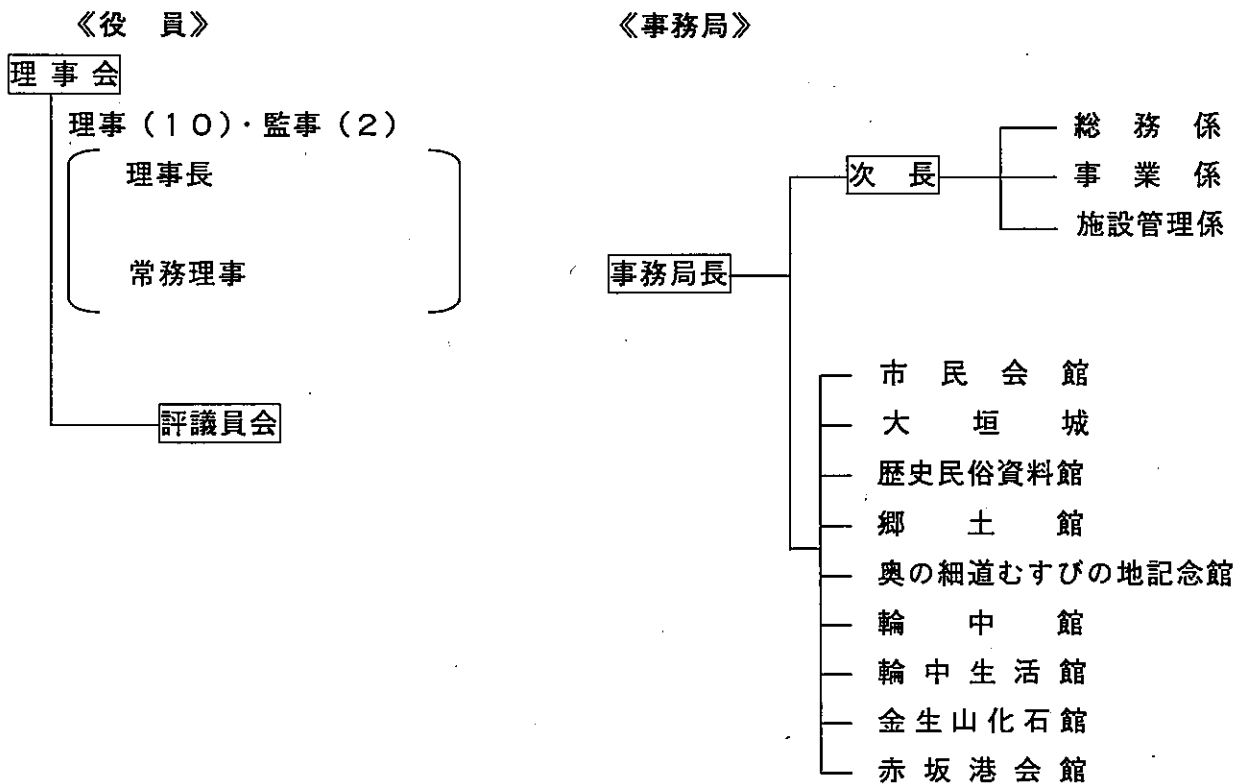 《役　員》
理事会
理事（10）・監事（2）
理事長
常務理事
評議員会
《事務局》
事務局長
次　長
総　務　係
事　業　係
施設管理係
市　民　会　館
大　垣　城
歴史民俗資料館
郷　土　館
奥の細道むすびの地記念館
輪　中　館
輪中生活館
金生山化石館
赤坂港会館